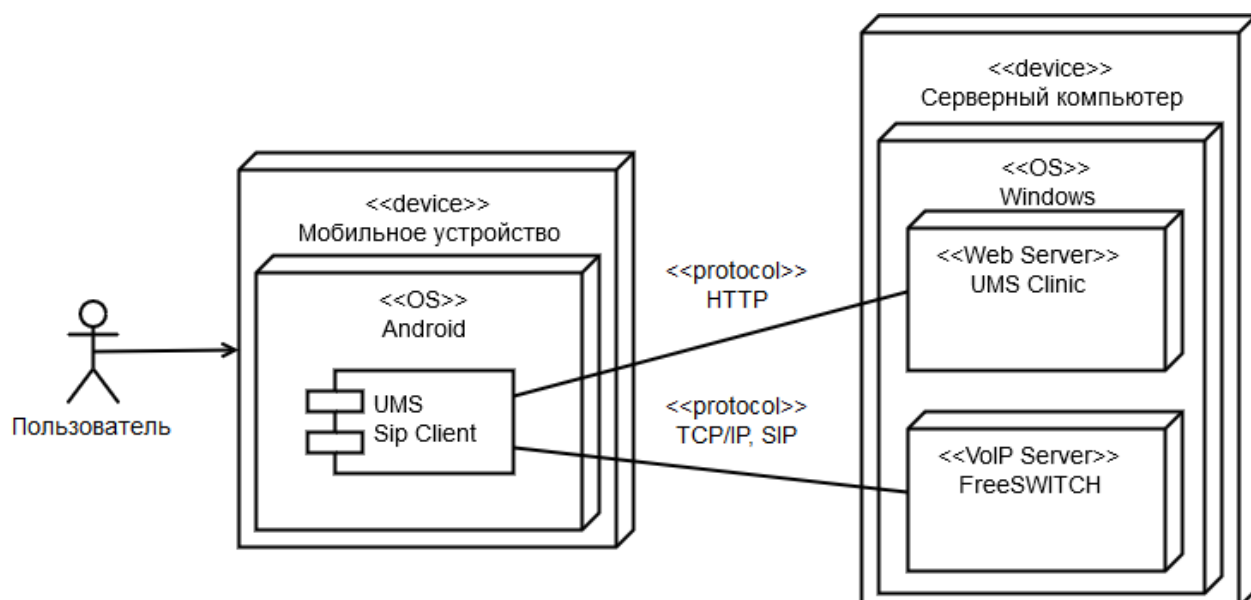 Пользователь
<<device>>
Мобильное устройство
<<OS>>
Android
UMS
Sip Client
<<protocol>>
HTTP
<<protocol>>
TCP/IP, SIP
<<device>>
Серверный компьютер
<<OS>>
Windows
<<Web Server>>
UMS Clinic
<<VoIP Server>>
FreeSWITCH